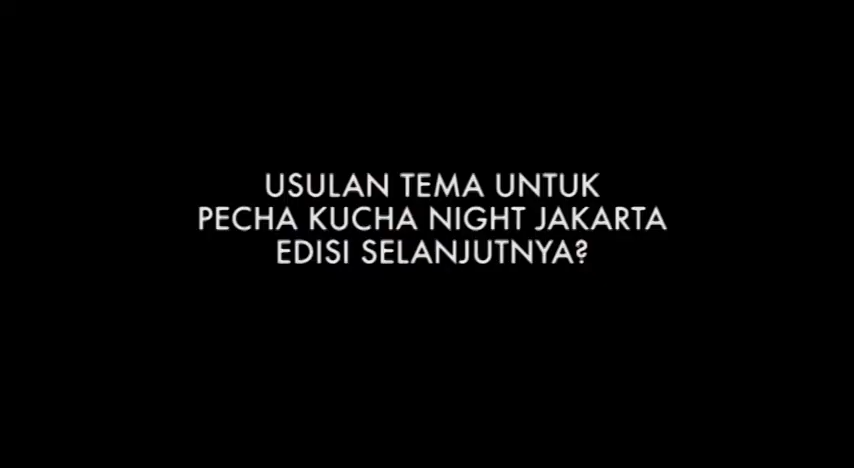 USULAN TEMA UNTUK
PECHA KUCHA NIGHT JAKARTA
EDISI SELANJUTNYA?